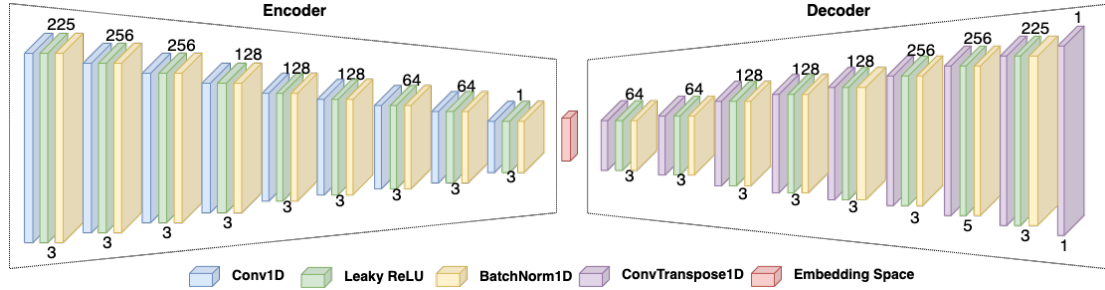 Encoder
Decoder
225 256 256 128 128 128 64 64 1
64 64 128 128 128 256 256 225 1
3 3 3 3 3 3 3 3 3
3 3 3 3 3 3 5 3 1
Conv1D Leaky ReLU BatchNorm1D ConvTranspose1D Embedding Space